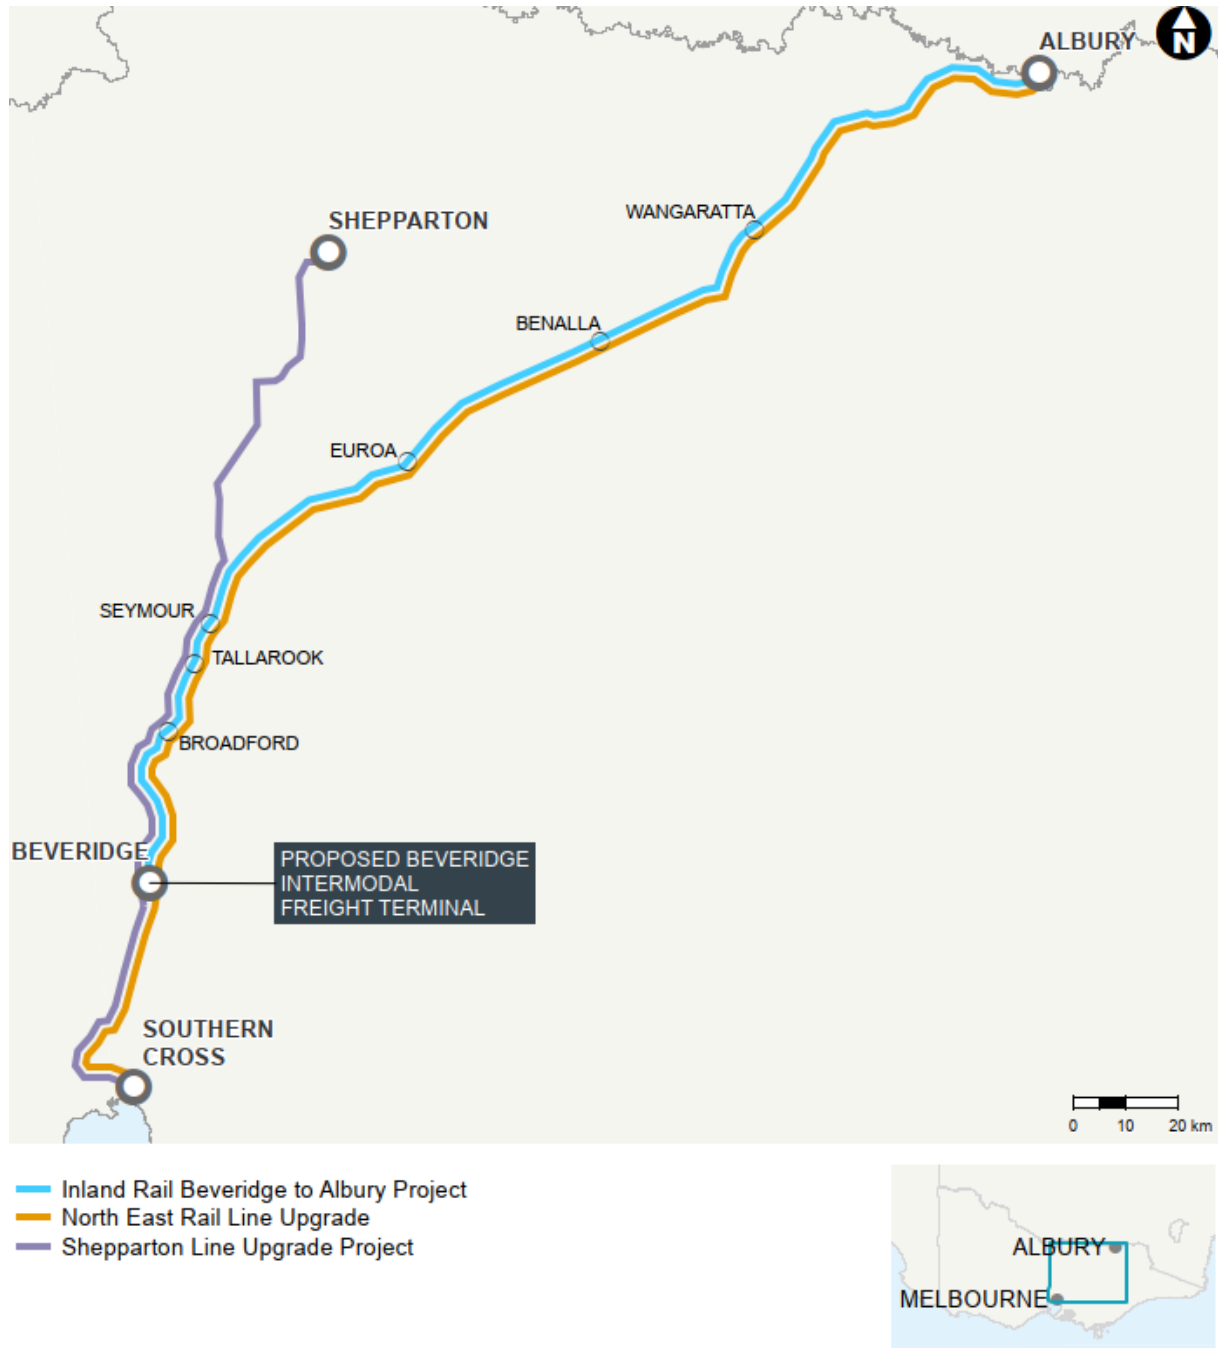 N
ALBURY
SHEPPARTON
WANGARATTA
BENALLA
EUROA
SEYMOUR
TALLAROOK
BROADFORD
BEVERIDGE
PROPOSED BEVERIDGE
INTERMODAL
FREIGHT TERMINAL
SOUTHERN
CROSS
0 10 20 km
Inland Rail Beveridge to Albury Project
North East Rail Line Upgrade
Shepparton Line Upgrade Project
ALBURY
MELBOURNE